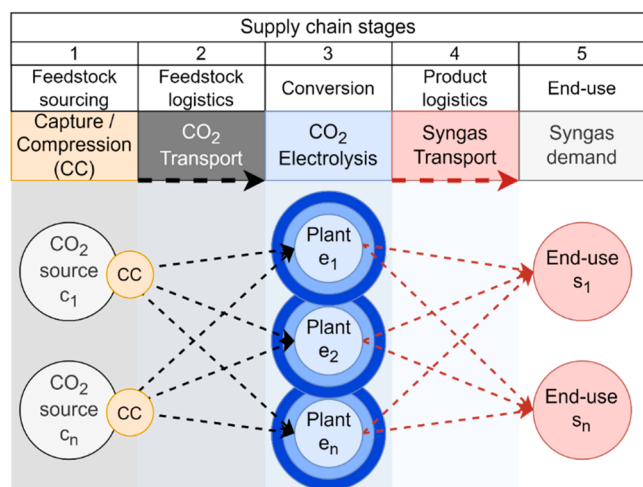 Supply chain stages
1 2 3 4 5
Feedstock sourcing
Feedstock logistics
Conversion
Product logistics
End-use
Capture / Compression (CC)
CO₂ Transport
CO₂ Electrolysis
Syngas Transport
Syngas demand
CO₂ source c₁
CC
Plant e₁
End-use s₁
Plant e₂
CO₂ source cₙ
CC
Plant eₙ
End-use sₙ